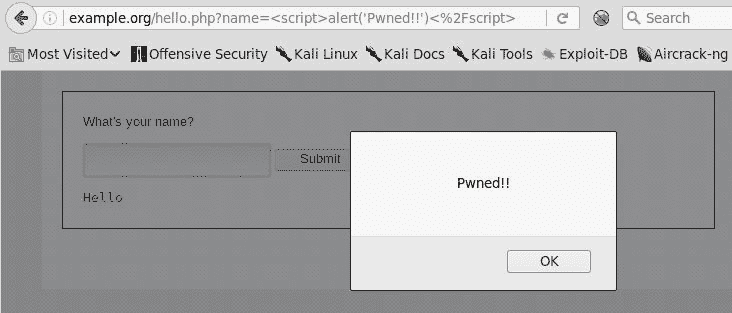 example.org/hello.php?name=<script>alert('Pwned!!')<%2Fscript>
Search
Most Visited
Offensive Security
Kali Linux
Kali Docs
Kali Tools
Exploit-DB
Aircrack-ng
What's your name?
Submit
Hello
Pwned!!
OK